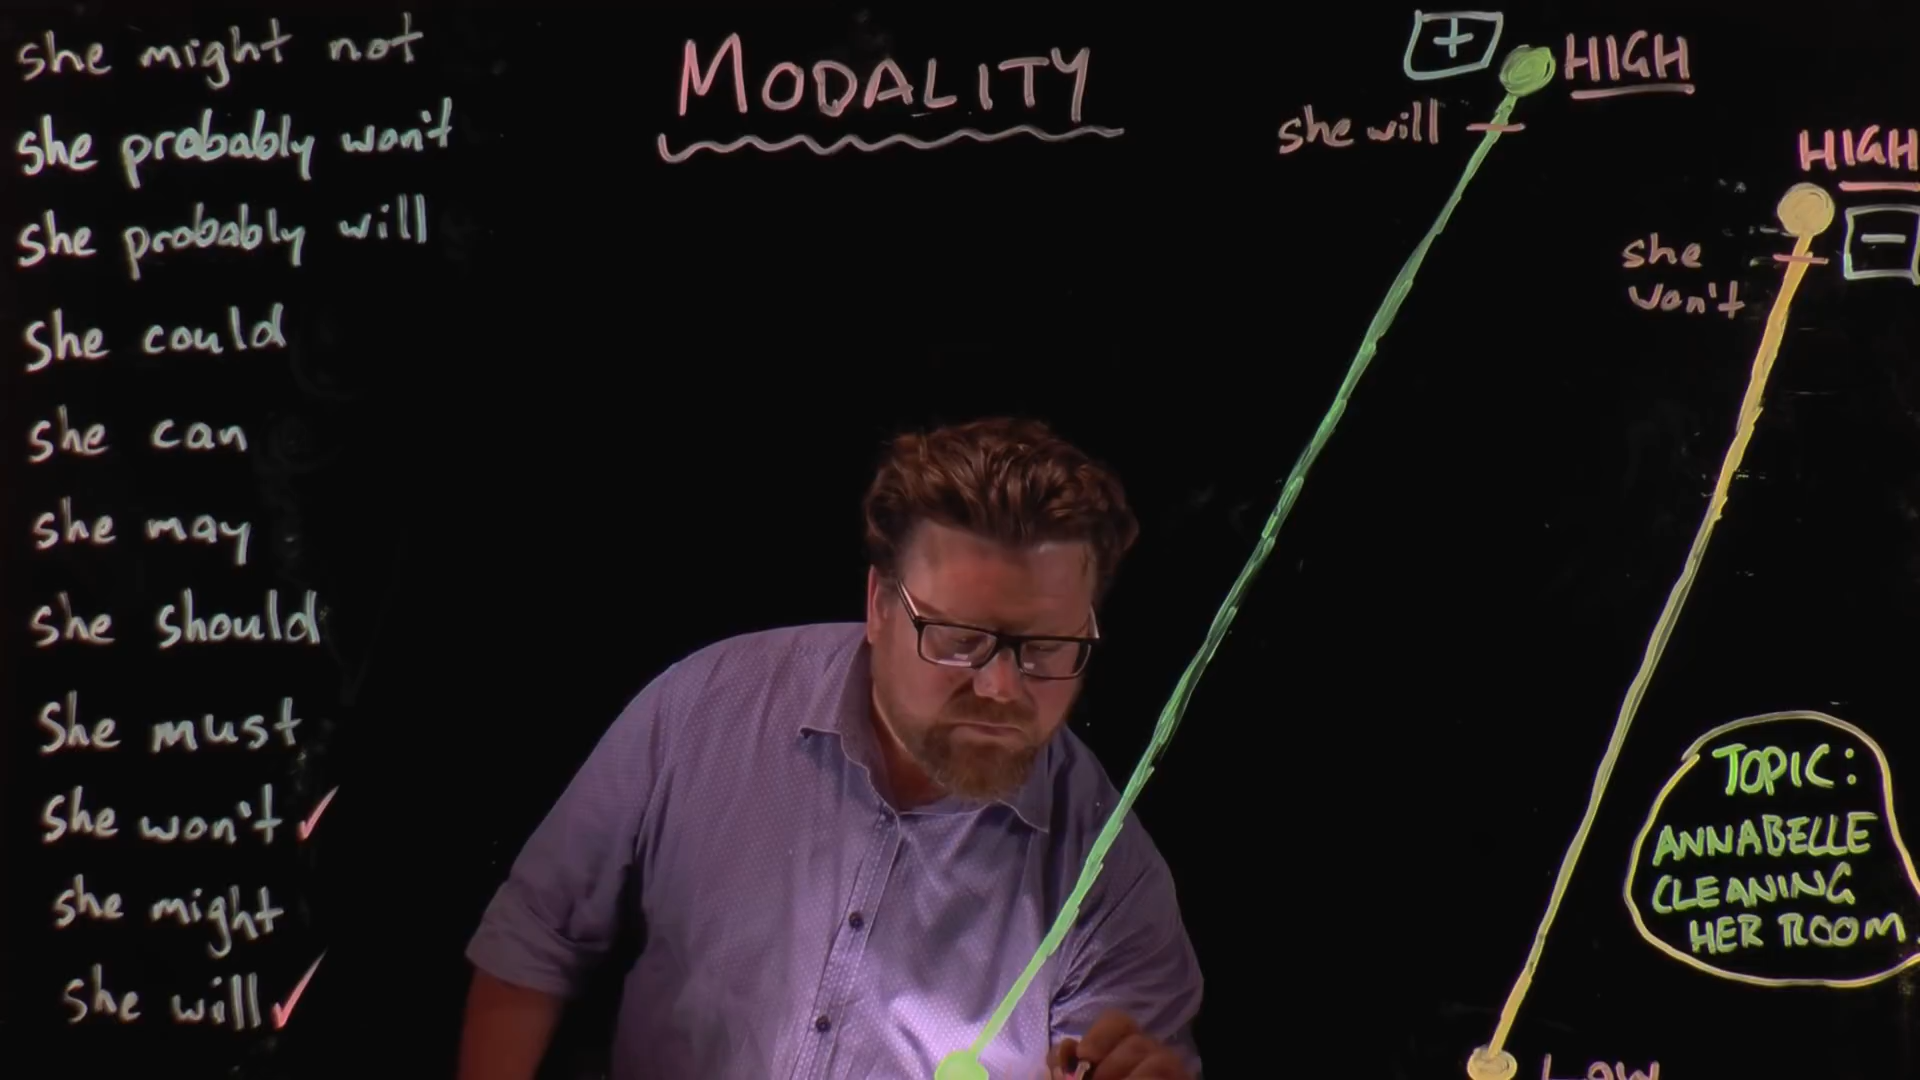 she might not
she probably won't
she probably will
she could
she can
she may
she should
She must
she won't ✓
she might
she will ✓
MODALITY
+
HIGH
she will
HIGH
−
she
won't
TOPIC:
ANNABELLE
CLEANING
HER ROOM
LOW